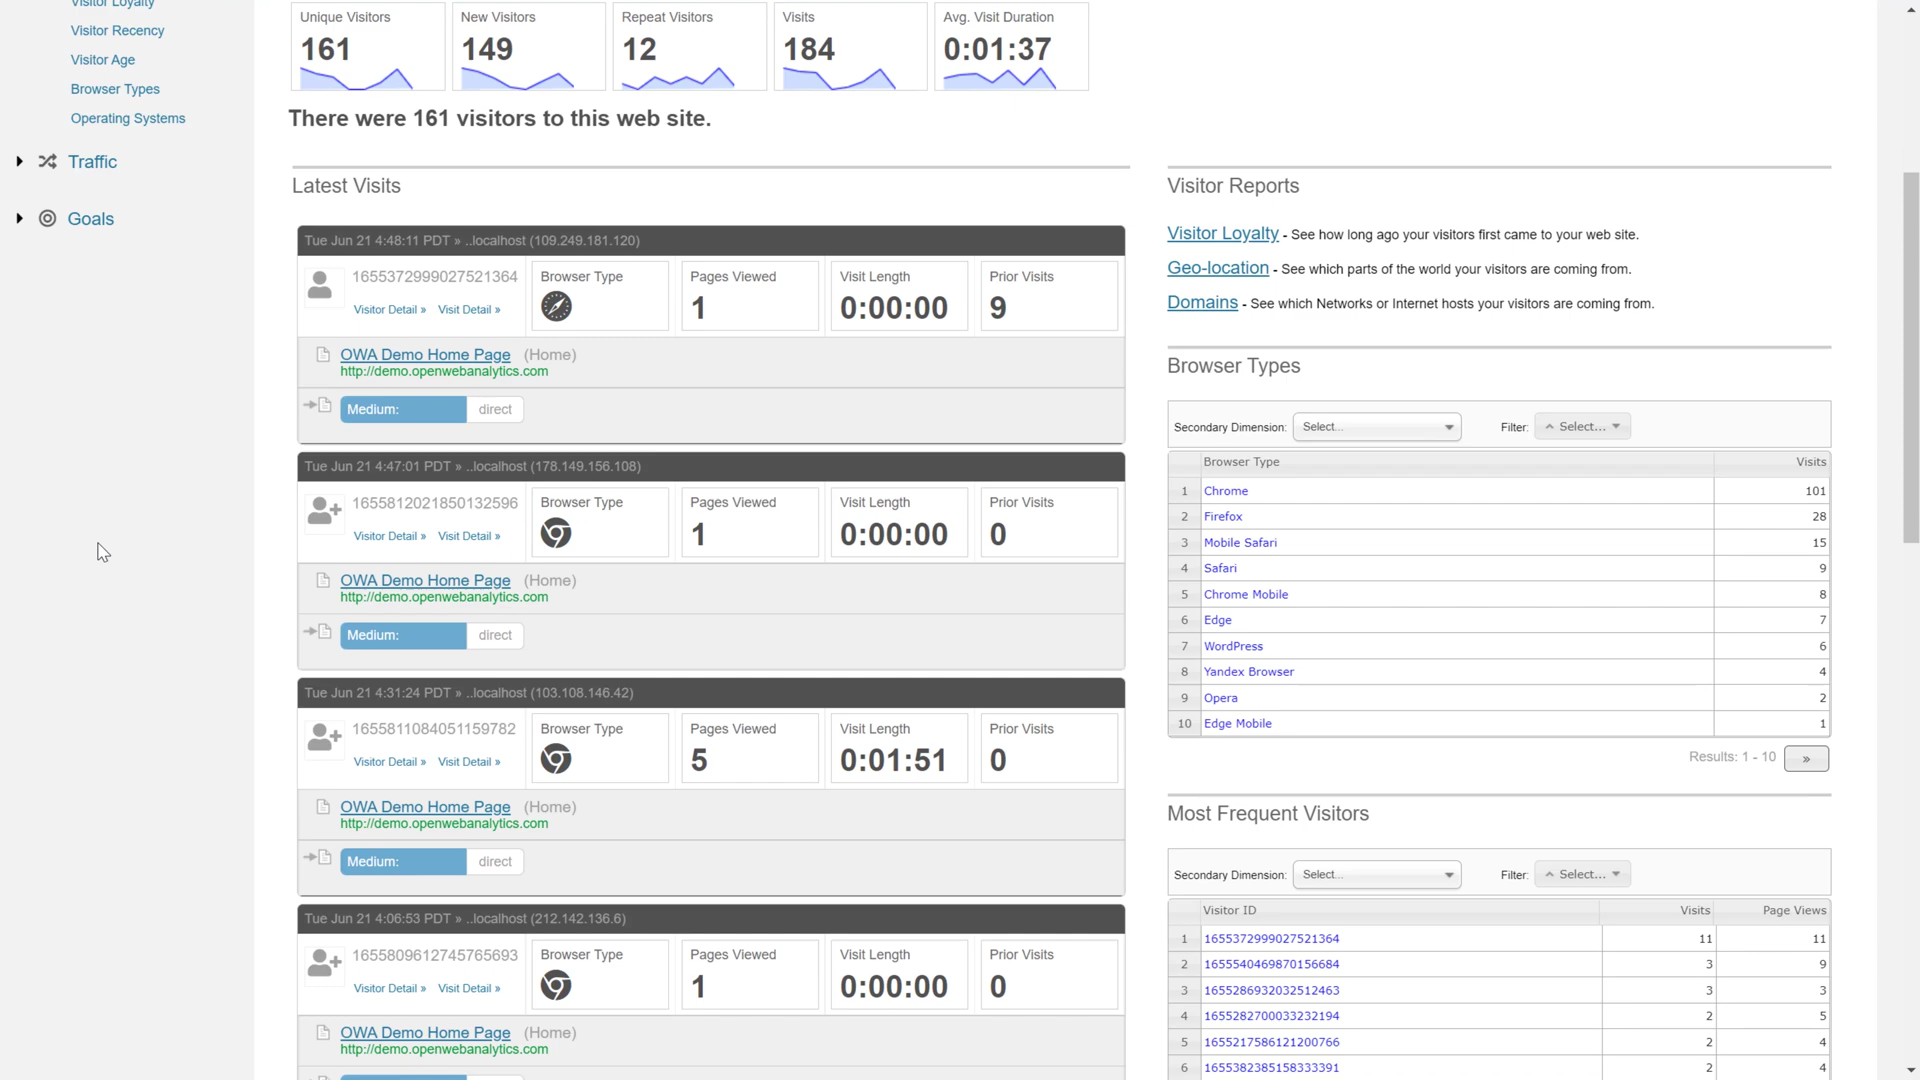 Visitor Loyalty
Visitor Recency
Visitor Age
Browser Types
Operating Systems
Traffic
Goals
Unique Visitors
161
New Visitors
149
Repeat Visitors
12
Visits
184
Avg. Visit Duration
0:01:37
There were 161 visitors to this web site.
Latest Visits
Tue Jun 21 4:48:11 PDT » ..localhost (109.249.181.120)
1655372999027521364
Visitor Detail » Visit Detail »
Browser Type
Pages Viewed
1
Visit Length
0:00:00
Prior Visits
9
OWA Demo Home Page (Home)
http://demo.openwebanalytics.com
Medium: direct
Tue Jun 21 4:47:01 PDT » ..localhost (178.149.156.108)
1655812021850132596
Visitor Detail » Visit Detail »
Browser Type
Pages Viewed
1
Visit Length
0:00:00
Prior Visits
0
OWA Demo Home Page (Home)
http://demo.openwebanalytics.com
Medium: direct
Tue Jun 21 4:31:24 PDT » ..localhost (103.108.146.42)
1655811084051159782
Visitor Detail » Visit Detail »
Browser Type
Pages Viewed
5
Visit Length
0:01:51
Prior Visits
0
OWA Demo Home Page (Home)
http://demo.openwebanalytics.com
Medium: direct
Tue Jun 21 4:06:53 PDT » ..localhost (212.142.136.6)
1655809612745765693
Visitor Detail » Visit Detail »
Browser Type
Pages Viewed
1
Visit Length
0:00:00
Prior Visits
0
OWA Demo Home Page (Home)
http://demo.openwebanalytics.com
Visitor Reports
Visitor Loyalty - See how long ago your visitors first came to your web site.
Geo-location - See which parts of the world your visitors are coming from.
Domains - See which Networks or Internet hosts your visitors are coming from.
Browser Types
Secondary Dimension: Select... Filter: Select...
Browser Type Visits
1 Chrome 101
2 Firefox 28
3 Mobile Safari 15
4 Safari 9
5 Chrome Mobile 8
6 Edge 7
7 WordPress 6
8 Yandex Browser 4
9 Opera 2
10 Edge Mobile 1
Results: 1 - 10 »
Most Frequent Visitors
Secondary Dimension: Select... Filter: Select...
Visitor ID Visits Page Views
1 1655372999027521364 11 11
2 1655540469870156684 3 9
3 1655286932032512463 3 3
4 1655282700033232194 2 5
5 1655217586121200766 2 4
6 1655382385158333391 2 4